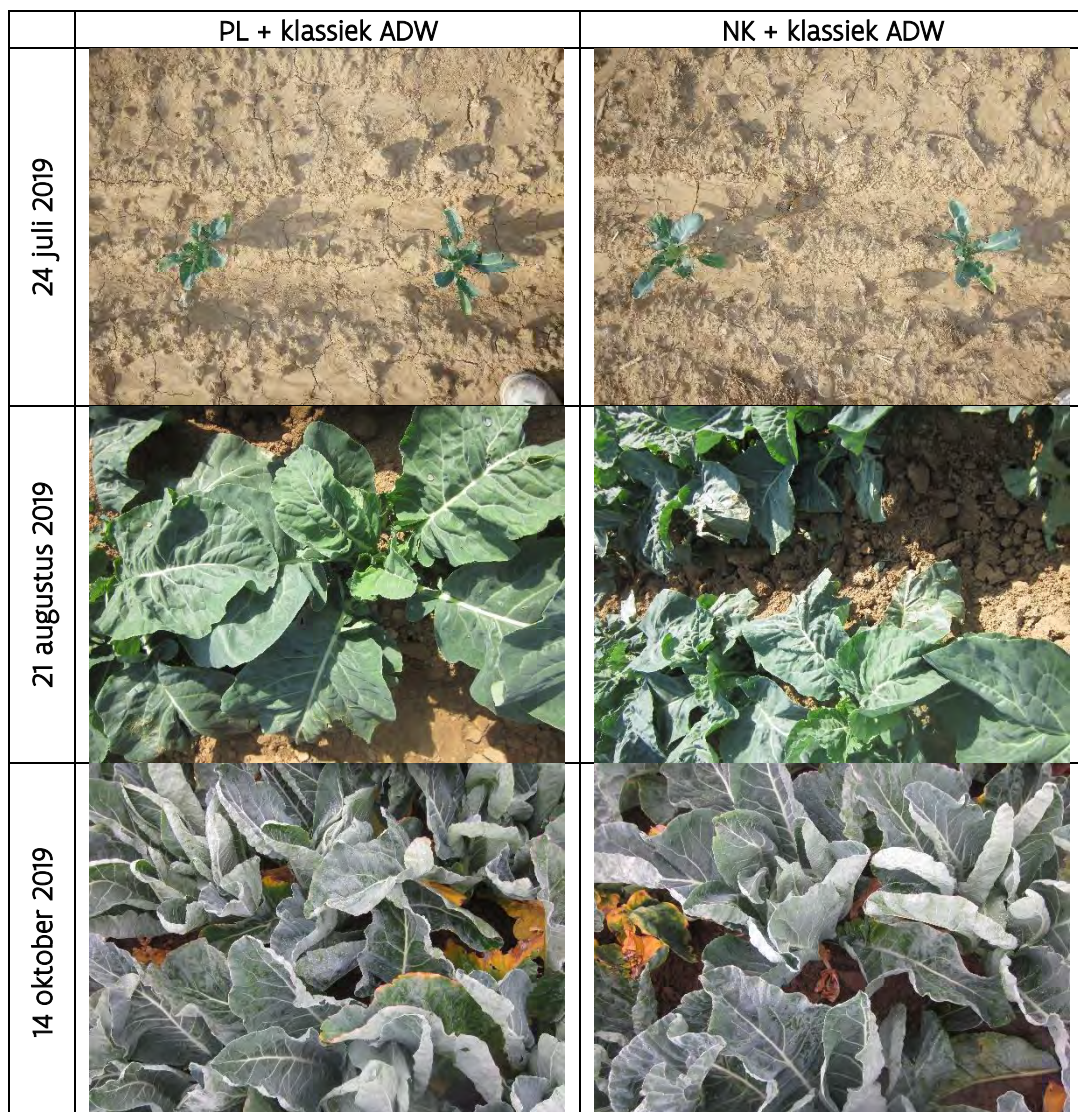 PL + klassiek ADW
NK + klassiek ADW
24 juli 2019
21 augustus 2019
14 oktober 2019